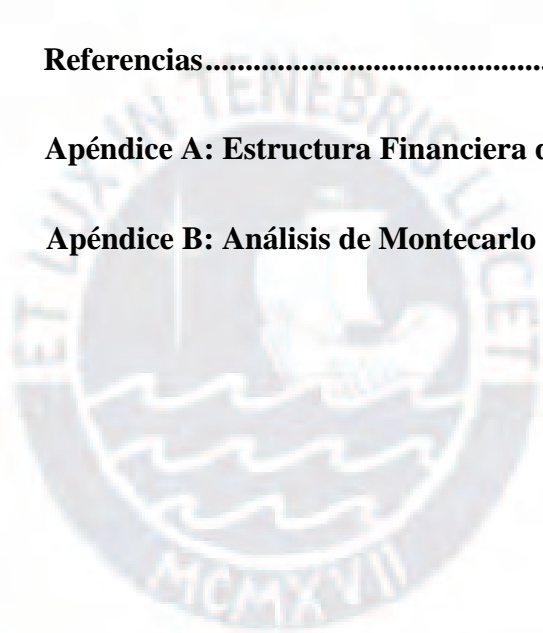 Referencias...........................................
Apéndice A: Estructura Financiera
Apéndice B: Análisis de Montecarlo
ET LUX IN TENEBRIS LUCET
MCMXVII